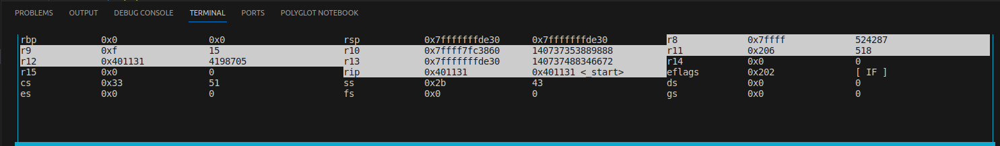 PROBLEMS OUTPUT DEBUG CONSOLE TERMINAL PORTS POLYGLOT NOTEBOOK
rbp 0x0 0x0 rsp 0x7fffffffde30 0x7fffffffde30 r8 0x7ffff 524287
r9 0xf 15 r10 0x7ffff7fc3860 140737353889888 r11 0x206 518
r12 0x401131 4198705 r13 0x7fffffffde30 140737488346672 r14 0x0 0
r15 0x0 0 rip 0x401131 0x401131 <_start> eflags 0x202 [ IF ]
cs 0x33 51 ss 0x2b 43 ds 0x0 0
es 0x0 0 fs 0x0 0 gs 0x0 0